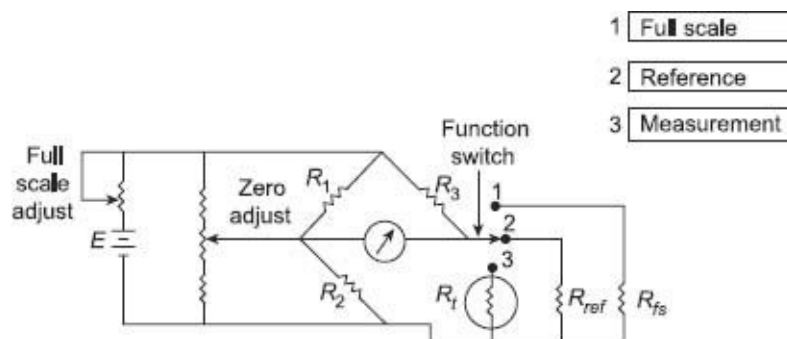 1 Full scale
2 Reference
3 Measurement
Function
switch
Full
scale
adjust
Zero
adjust
R1
R3
1
2
3
E
R2
Rt
Rref
Rfs